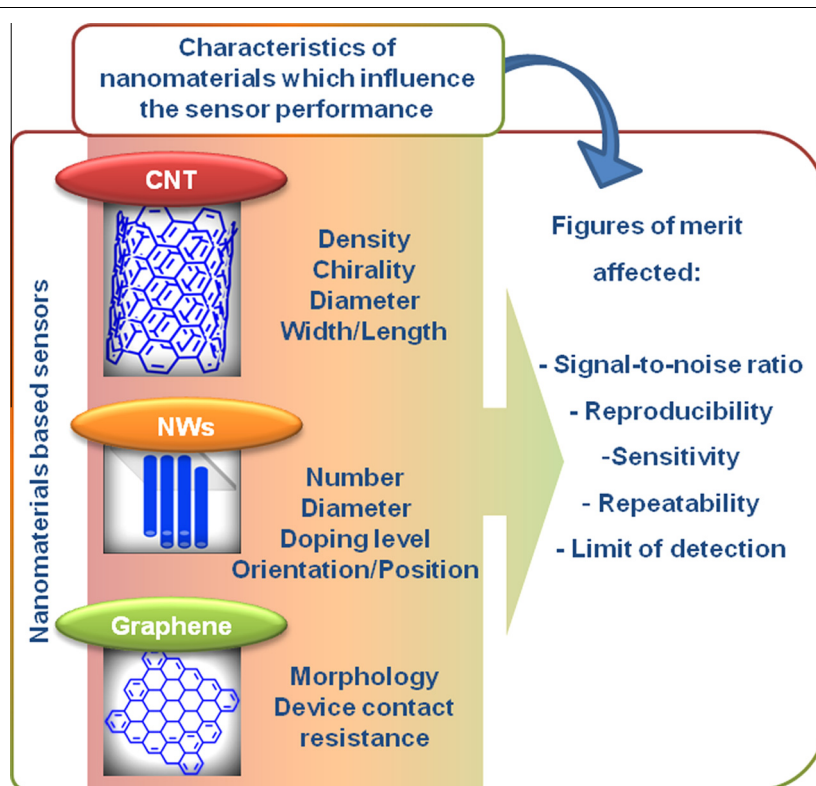 Characteristics of
nanomaterials which influence
the sensor performance
Nanomaterials based sensors
CNT
Density
Chirality
Diameter
Width/Length
NWs
Number
Diameter
Doping level
Orientation/Position
Graphene
Morphology
Device contact
resistance
Figures of merit
affected:
- Signal-to-noise ratio
- Reproducibility
-Sensitivity
- Repeatability
- Limit of detection